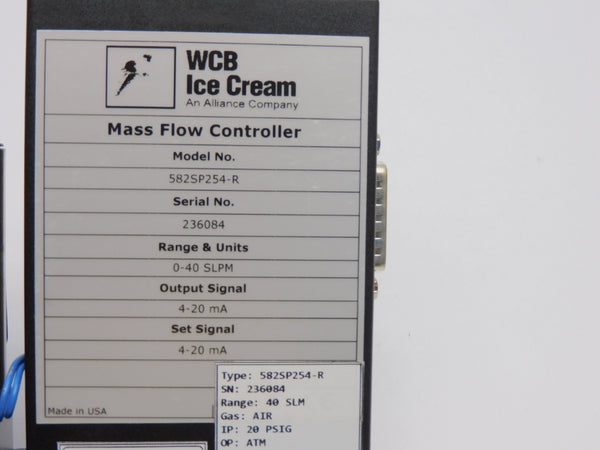 WCB
Ice Cream
An Alliance Company
Mass Flow Controller
Model No.
582SP254-R
Serial No.
236084
Range & Units
0-40 SLPM
Output Signal
4-20 mA
Set Signal
4-20 mA
Made in USA
Type: 582SP254-R
SN: 236084
Range: 40 SLM
Gas: AIR
IP: 20 PSIG
OP: ATM